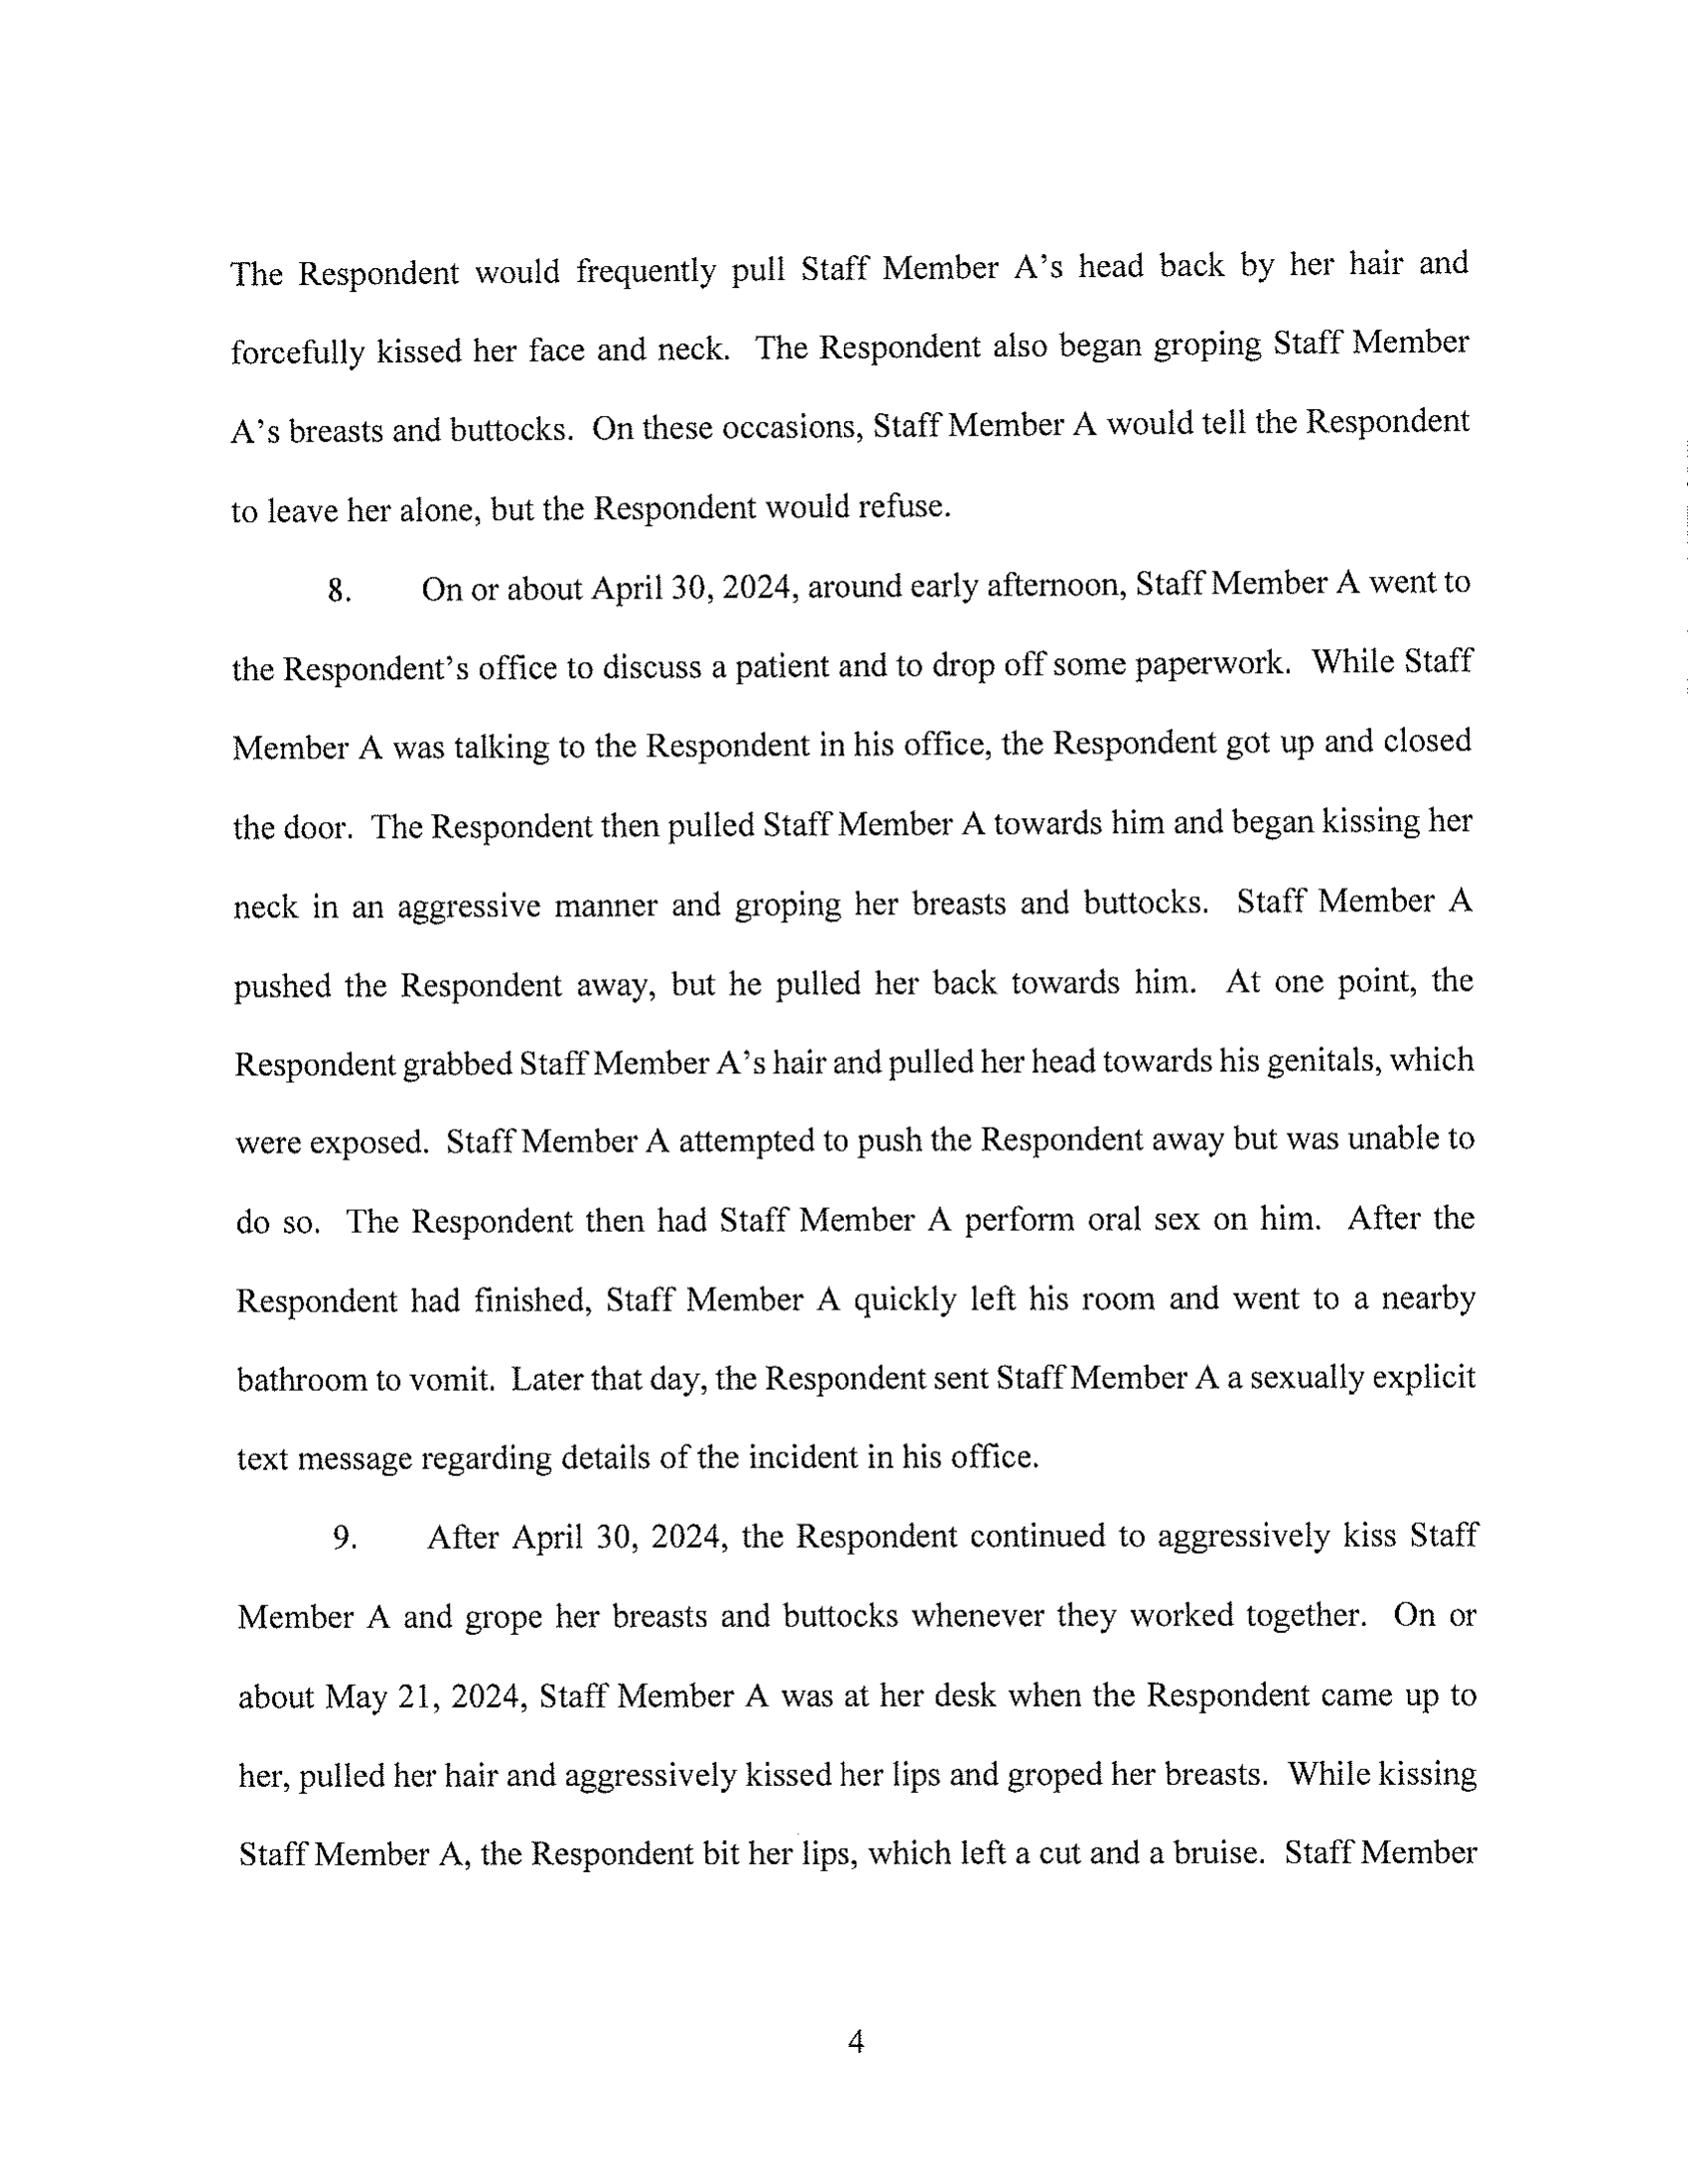 The Respondent would frequently pull Staff Member A's head back by her hair and
forcefully kissed her face and neck. The Respondent also began groping Staff Member
A's breasts and buttocks. On these occasions, Staff Member A would tell the Respondent
to leave her alone, but the Respondent would refuse.
8. On or about April 30, 2024, around early afternoon, Staff Member A went to
the Respondent's office to discuss a patient and to drop off some paperwork. While Staff
Member A was talking to the Respondent in his office, the Respondent got up and closed
the door. The Respondent then pulled Staff Member A towards him and began kissing her
neck in an aggressive manner and groping her breasts and buttocks. Staff Member A
pushed the Respondent away, but he pulled her back towards him. At one point, the
Respondent grabbed Staff Member A's hair and pulled her head towards his genitals, which
were exposed. Staff Member A attempted to push the Respondent away but was unable to
do so. The Respondent then had Staff Member A perform oral sex on him. After the
Respondent had finished, Staff Member A quickly left his room and went to a nearby
bathroom to vomit. Later that day, the Respondent sent Staff Member A a sexually explicit
text message regarding details of the incident in his office.
9. After April 30, 2024, the Respondent continued to aggressively kiss Staff
Member A and grope her breasts and buttocks whenever they worked together. On or
about May 21, 2024, Staff Member A was at her desk when the Respondent came up to
her, pulled her hair and aggressively kissed her lips and groped her breasts. While kissing
Staff Member A, the Respondent bit her lips, which left a cut and a bruise. Staff Member
4